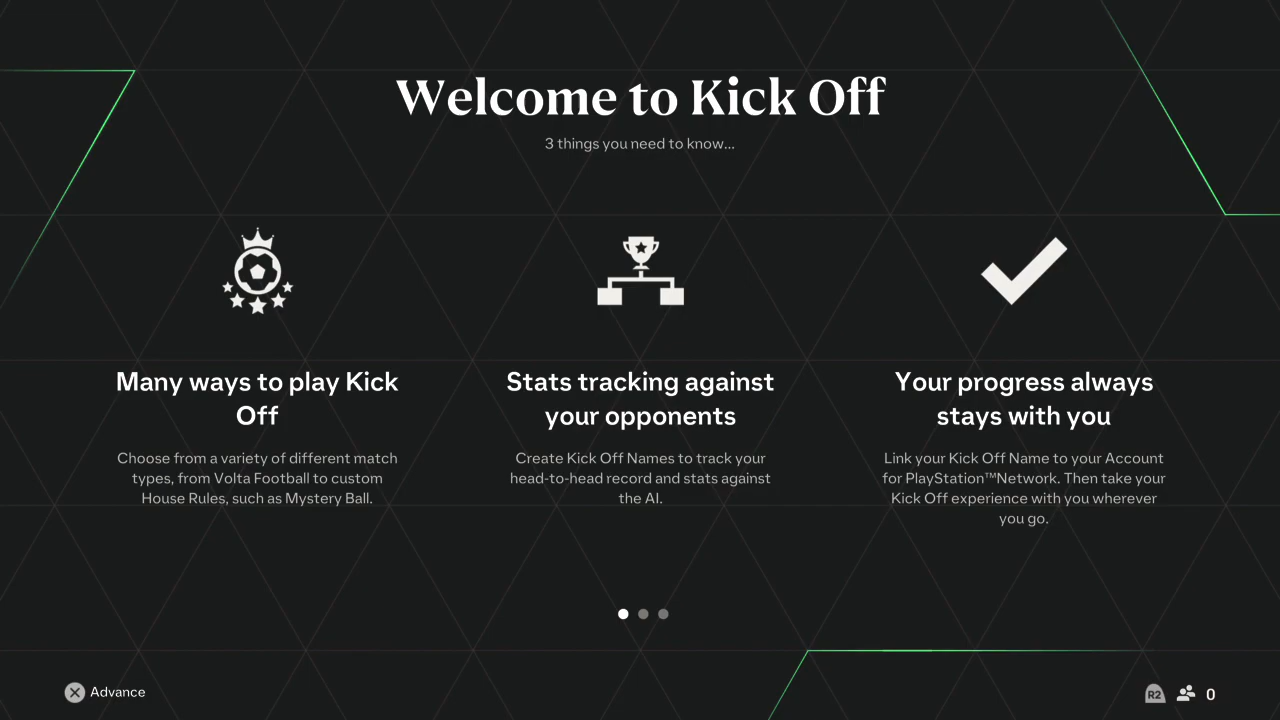 Welcome to Kick Off
3 things you need to know...
Many ways to play Kick
Off
Choose from a variety of different match
types, from Volta Football to custom
House Rules, such as Mystery Ball.
Stats tracking against
your opponents
Create Kick Off Names to track your
head-to-head record and stats against
the AI.
Your progress always
stays with you
Link your Kick Off Name to your Account
for PlayStation™Network. Then take your
Kick Off experience with you wherever
you go.
Advance
R2 0